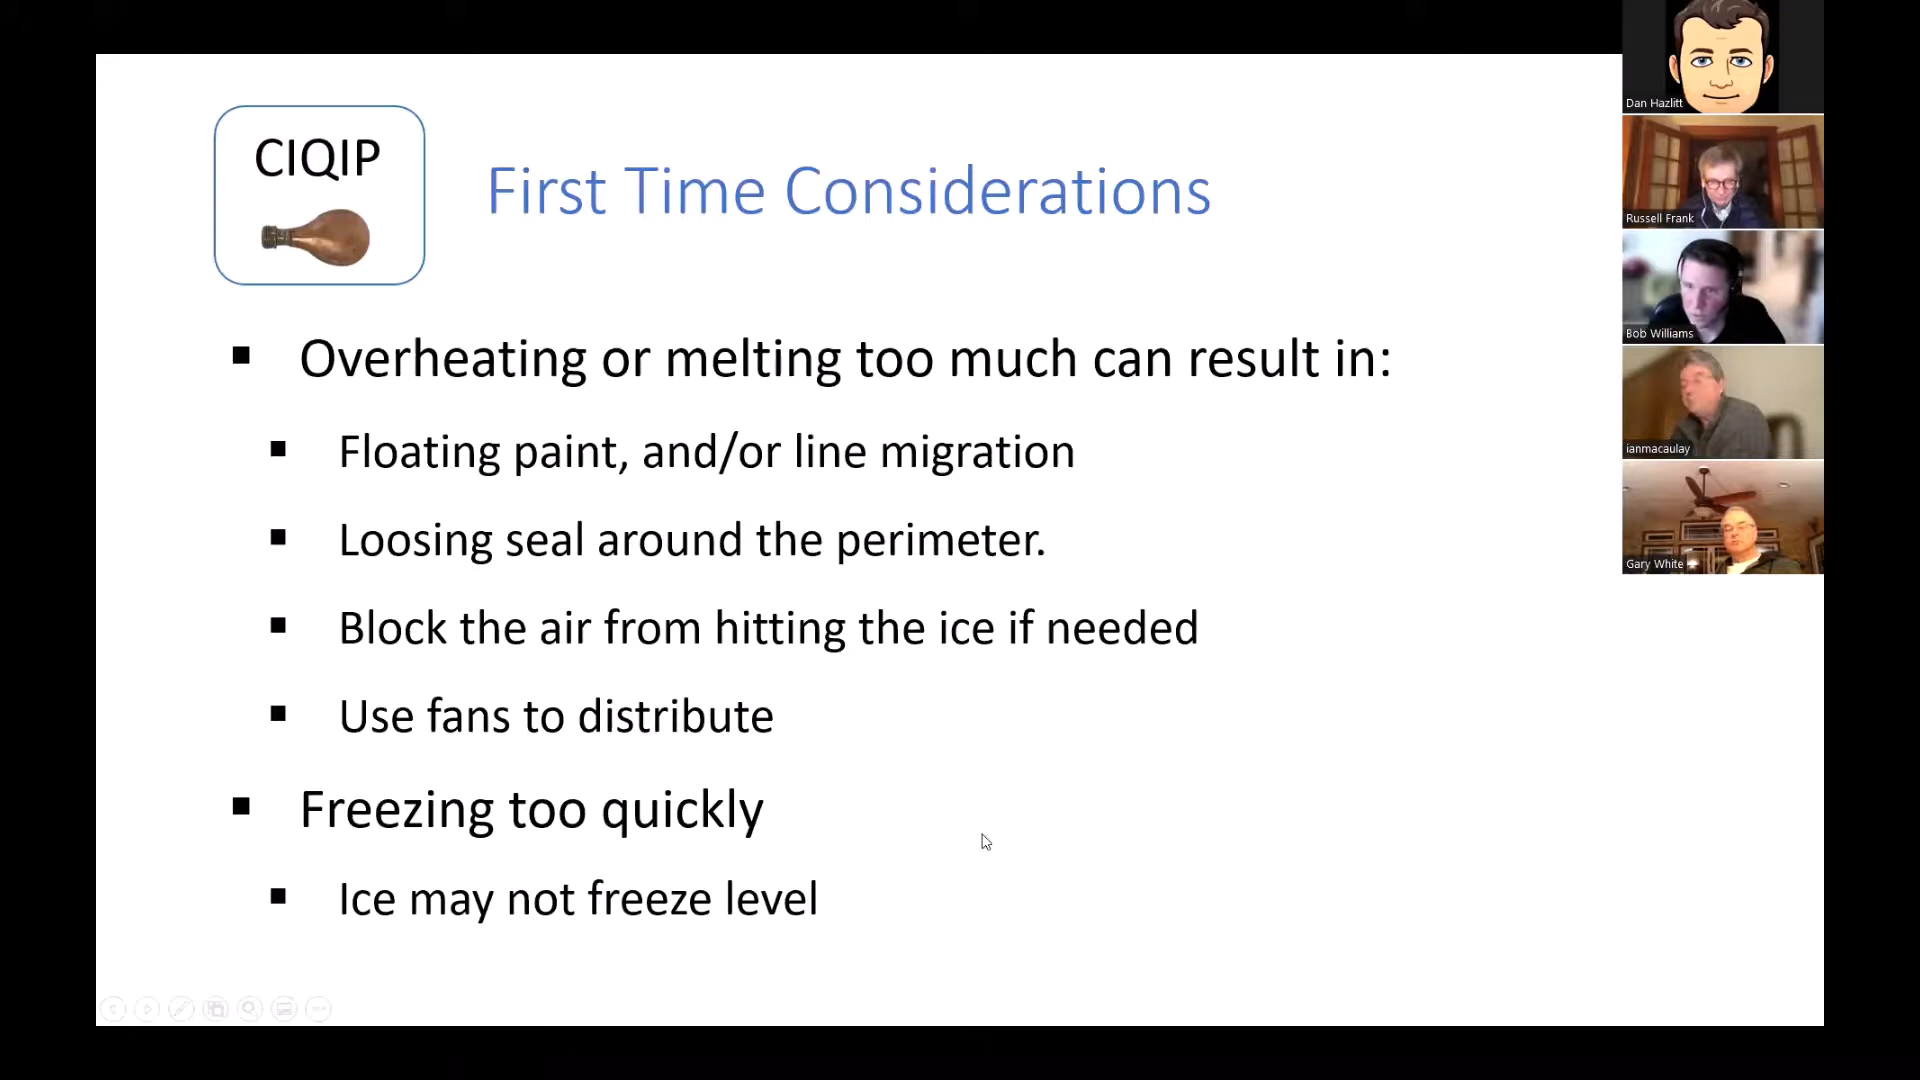 CIQIP
First Time Considerations
Overheating or melting too much can result in:
Floating paint, and/or line migration
Loosing seal around the perimeter.
Block the air from hitting the ice if needed
Use fans to distribute
Freezing too quickly
Ice may not freeze level
Dan Hazlitt
Russell Frank
Bob Williams
ianmacaulay
Gary White